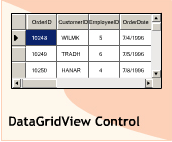 OrderID CustomerID EmployeeID OrderDate
10248 WILMK 5 7/4/1996
10249 TRADH 6 7/5/1996
10250 HANAR 4 7/8/1996
DataGridView Control